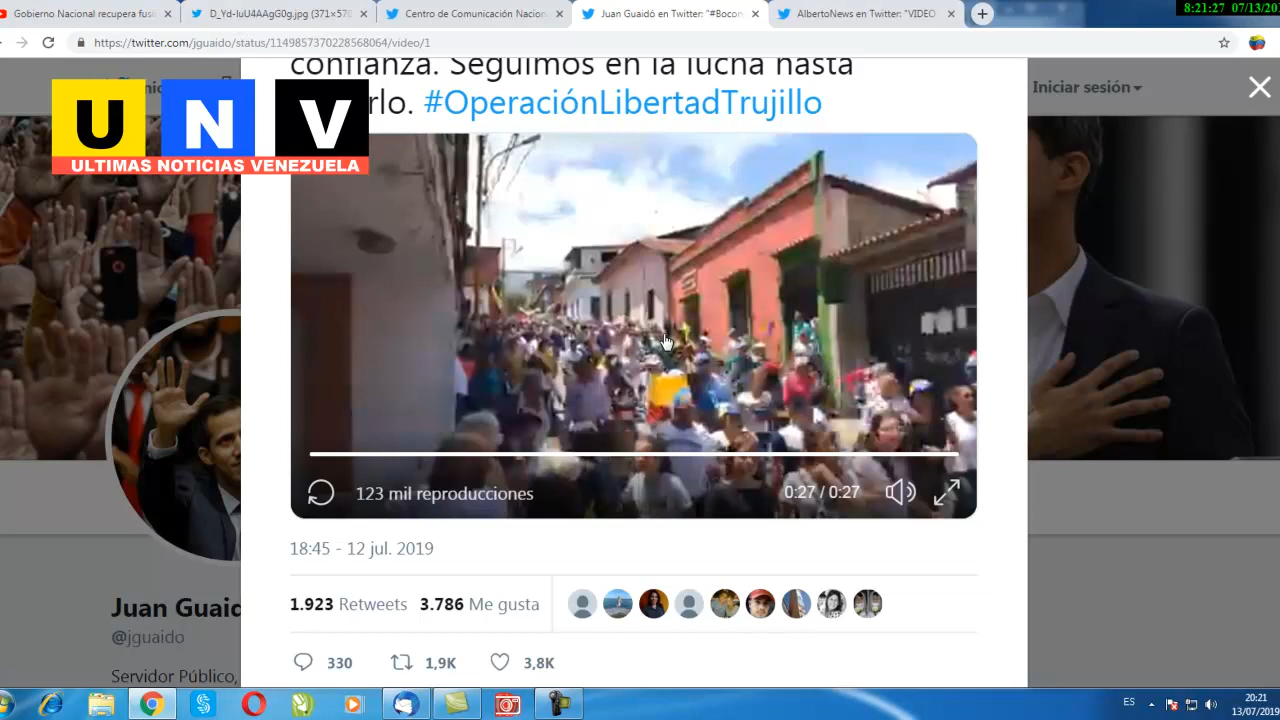 Gobierno Nacional recupera fusi
D_Yd-IuU4AAgG0g.jpg (371×576
Centro de Comunicación Nacion
Juan Guaidó en Twitter: "#Bocon
AlbertoNews en Twitter: "VIDEO
8:21:27 07/13/20
https://twitter.com/jguaido/status/1149857370228568064/video/1
confianza. Seguimos en la lucha hasta
rlo. #OperaciónLibertadTrujillo
Iniciar sesión
U N V
ULTIMAS NOTICIAS VENEZUELA
123 mil reproducciones
0:27 / 0:27
18:45 - 12 jul. 2019
1.923 Retweets 3.786 Me gusta
Juan Guaid
@jguaido
Servidor Público,
330 1,9K 3,8K
ES
20:21
13/07/2019